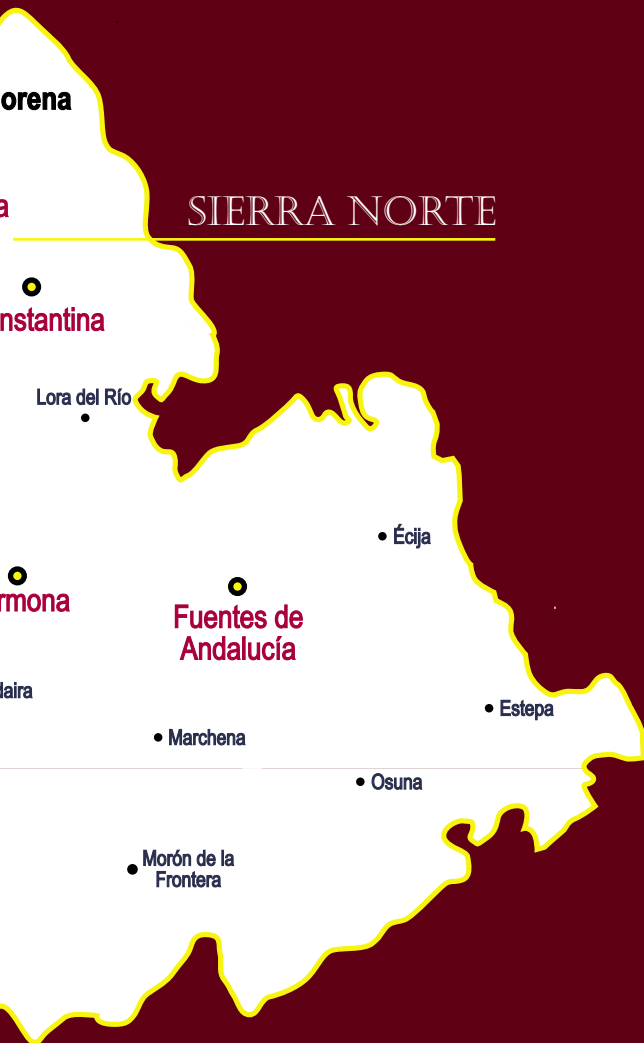 orena
SIERRA NORTE
a
nstantina
Lora del Río
Écija
rmona
Fuentes de
Andalucía
daira
Estepa
Marchena
Osuna
Morón de la
Frontera